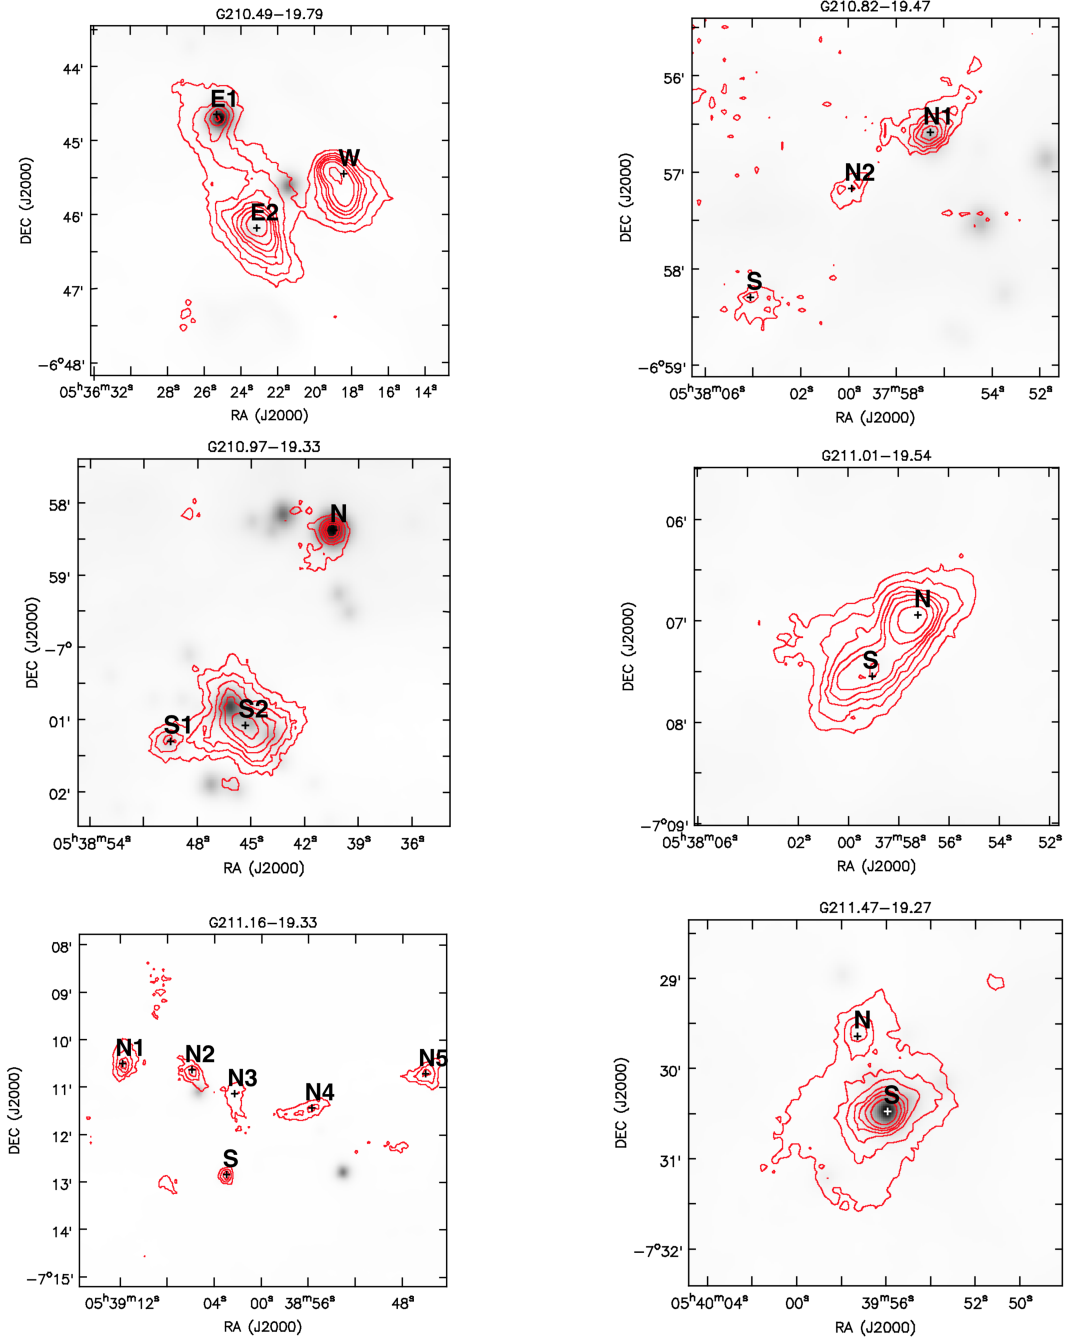 G210.49−19.79
44'
45'
46'
47'
−6°48'
DEC (J2000)
E1
W
E2
05ʰ36ᵐ32ˢ 28ˢ 24ˢ 20ˢ 16ˢ 14ˢ
RA (J2000)
G210.82−19.47
56'
57'
58'
−6°59'
DEC (J2000)
N1
N2
S
05ʰ38ᵐ06ˢ 02ˢ 00ˢ 37ᵐ58ˢ 54ˢ 52ˢ
RA (J2000)
G210.97−19.33
58'
59'
−7°
01'
02'
DEC (J2000)
N
S2
S1
05ʰ38ᵐ54ˢ 48ˢ 45ˢ 42ˢ 39ˢ 36ˢ
RA (J2000)
G211.01−19.54
06'
07'
08'
−7°09'
DEC (J2000)
N
S
05ʰ38ᵐ06ˢ 02ˢ 00ˢ 37ᵐ58ˢ 54ˢ 52ˢ
RA (J2000)
G211.16−19.33
08'
09'
10'
11'
12'
13'
14'
−7°15'
DEC (J2000)
N1
N2
N3
N4
N5
S
05ʰ39ᵐ12ˢ 04ˢ 00ˢ 38ᵐ56ˢ 48ˢ
RA (J2000)
G211.47−19.27
29'
30'
31'
−7°32'
DEC (J2000)
N
S
05ʰ40ᵐ04ˢ 00ˢ 39ᵐ56ˢ 52ˢ 50ˢ
RA (J2000)